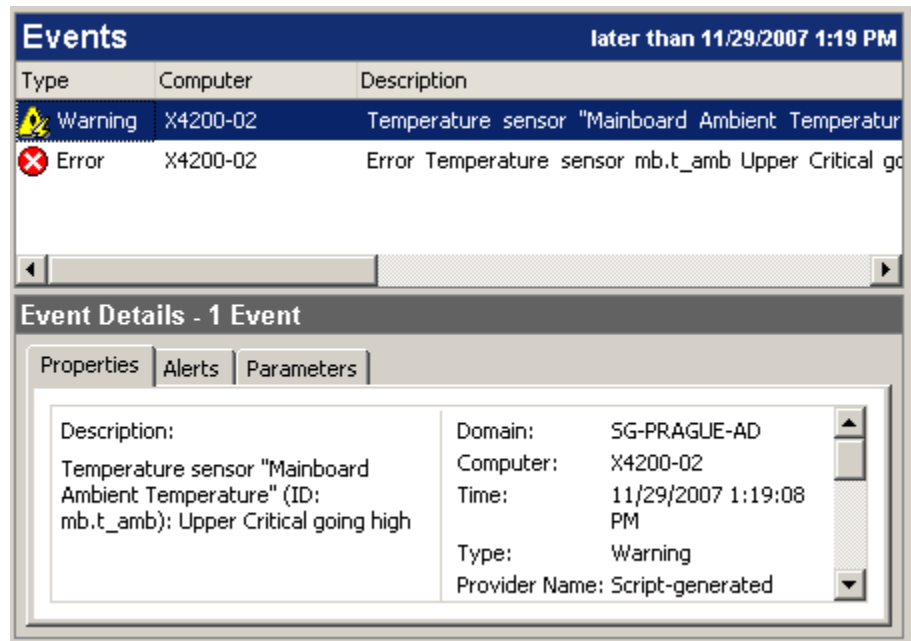 Events later than 11/29/2007 1:19 PM
Type Computer Description
Warning X4200-02 Temperature sensor "Mainboard Ambient Temperatur
Error X4200-02 Error Temperature sensor mb.t_amb Upper Critical go
Event Details - 1 Event
Properties Alerts Parameters
Description:
Temperature sensor "Mainboard
Ambient Temperature" (ID:
mb.t_amb): Upper Critical going high
Domain: SG-PRAGUE-AD
Computer: X4200-02
Time: 11/29/2007 1:19:08
PM
Type: Warning
Provider Name: Script-generated